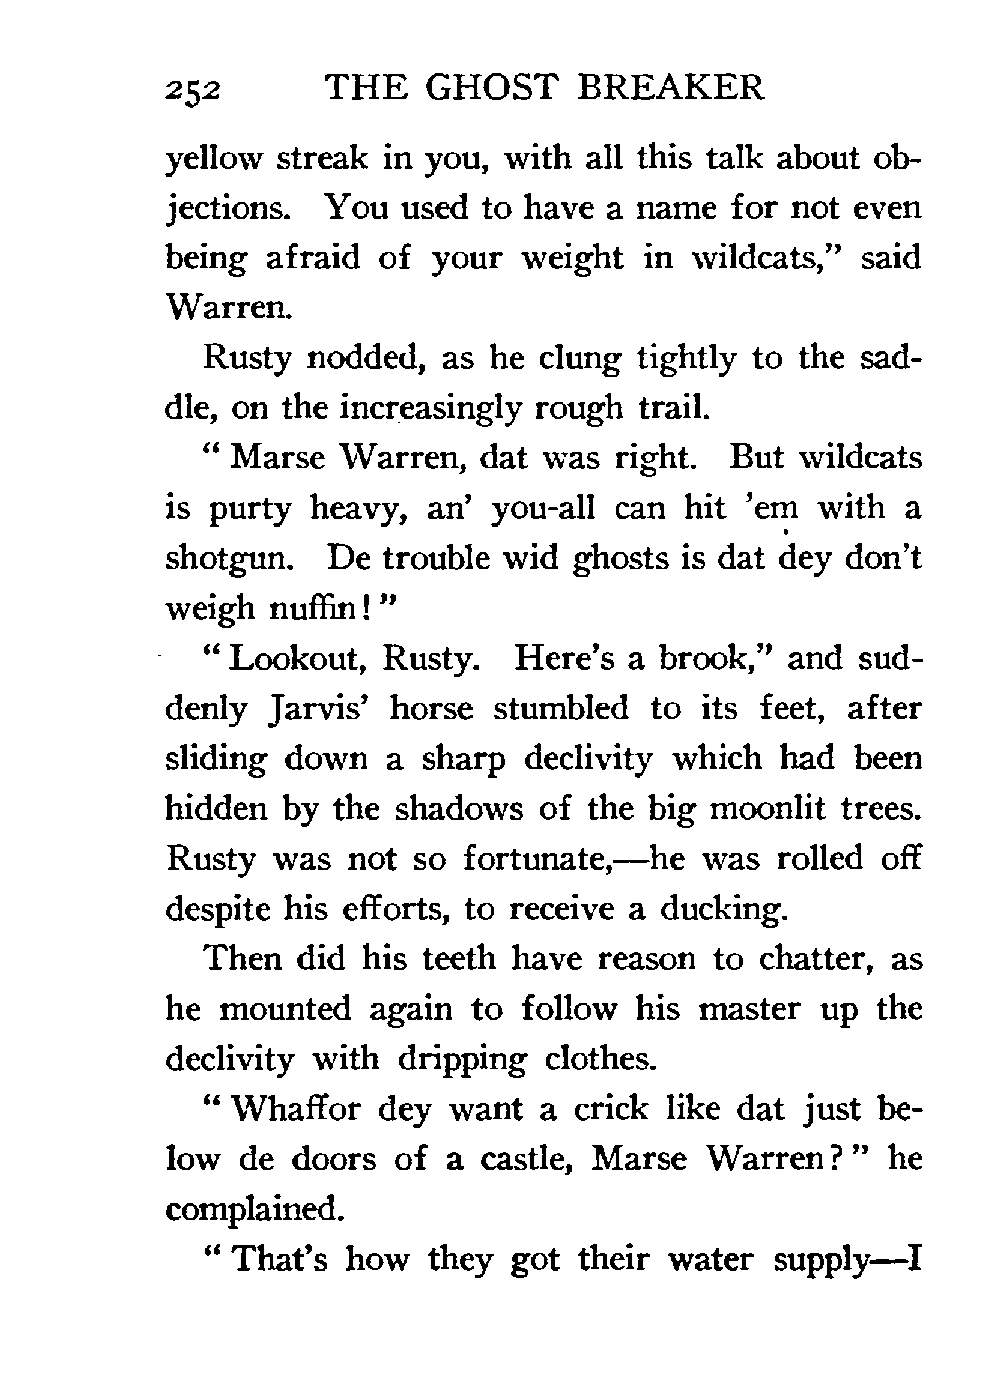 252 THE GHOST BREAKER
yellow streak in you, with all this talk about ob-
jections. You used to have a name for not even
being afraid of your weight in wildcats,” said
Warren.
Rusty nodded, as he clung tightly to the sad-
dle, on the increasingly rough trail.
“ Marse Warren, dat was right. But wildcats
is purty heavy, an’ you-all can hit ’em with a
shotgun. De trouble wid ghosts is dat dey don’t
weigh nuffin! ”
“ Lookout, Rusty. Here’s a brook,” and sud-
denly Jarvis’ horse stumbled to its feet, after
sliding down a sharp declivity which had been
hidden by the shadows of the big moonlit trees.
Rusty was not so fortunate,—he was rolled off
despite his efforts, to receive a ducking.
Then did his teeth have reason to chatter, as
he mounted again to follow his master up the
declivity with dripping clothes.
“ Whaffor dey want a crick like dat just be-
low de doors of a castle, Marse Warren? ” he
complained.
“ That’s how they got their water supply—I